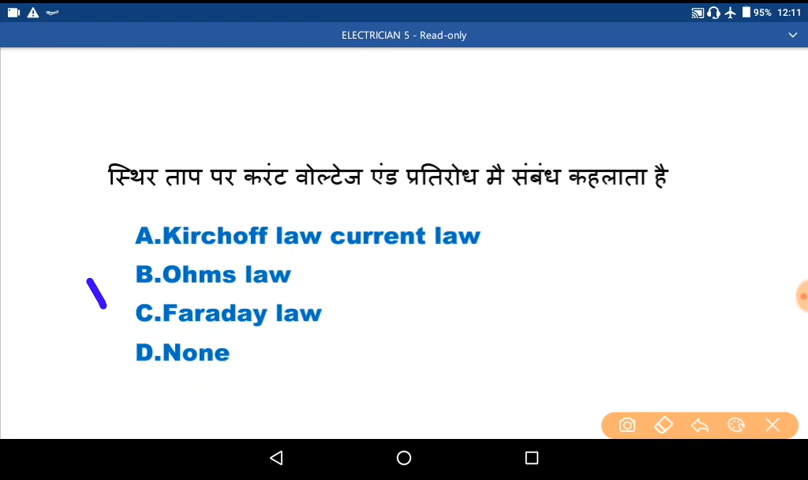 95% 12:11
ELECTRICIAN 5 - Read-only
स्थिर ताप पर करंट वोल्टेज एंड प्रतिरोध मै संबंध कहलाता है
A.Kirchoff law current law
B.Ohms law
C.Faraday law
D.None